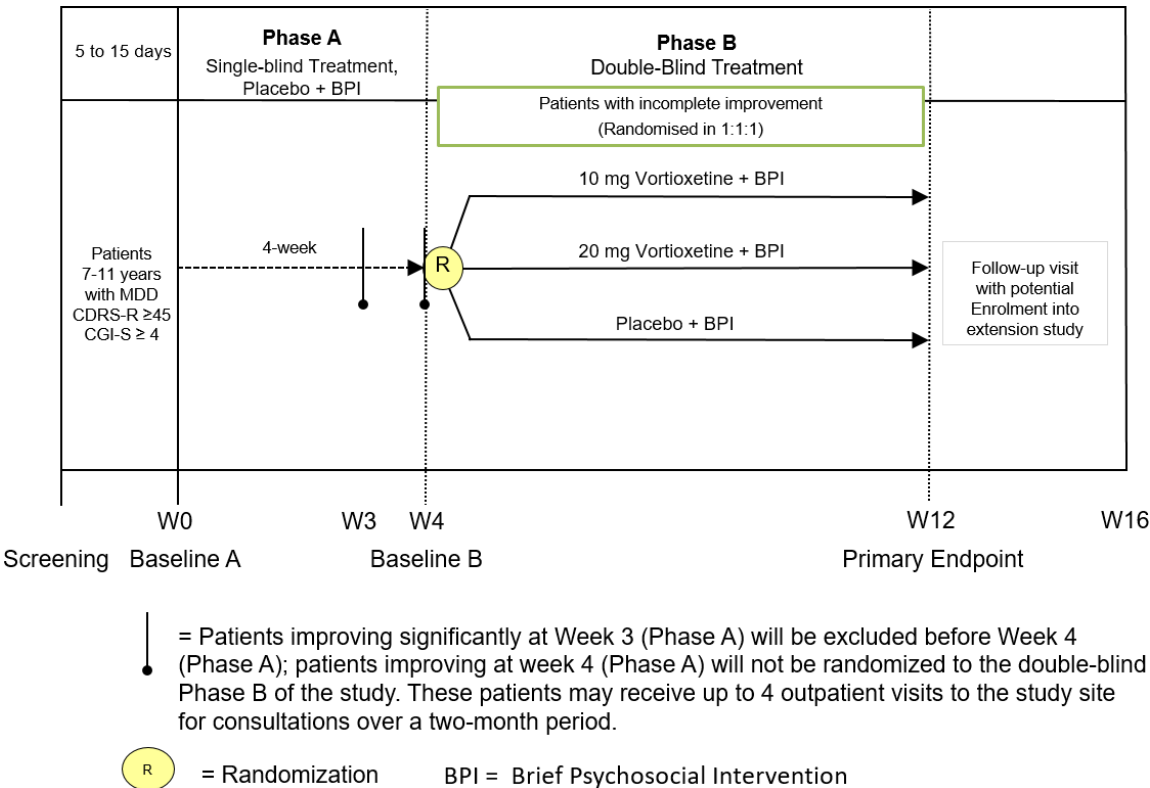 5 to 15 days
Phase A
Single-blind Treatment,
Placebo + BPI
Phase B
Double-Blind Treatment
Patients with incomplete improvement
(Randomised in 1:1:1)
10 mg Vortioxetine + BPI
4-week
R
20 mg Vortioxetine + BPI
Placebo + BPI
Patients
7-11 years
with MDD
CDRS-R ≥45
CGI-S ≥ 4
Follow-up visit
with potential
Enrolment into
extension study
W0
W3
W4
W12
W16
Screening
Baseline A
Baseline B
Primary Endpoint
= Patients improving significantly at Week 3 (Phase A) will be excluded before Week 4
(Phase A); patients improving at week 4 (Phase A) will not be randomized to the double-blind
Phase B of the study. These patients may receive up to 4 outpatient visits to the study site
for consultations over a two-month period.
R = Randomization BPI = Brief Psychosocial Intervention